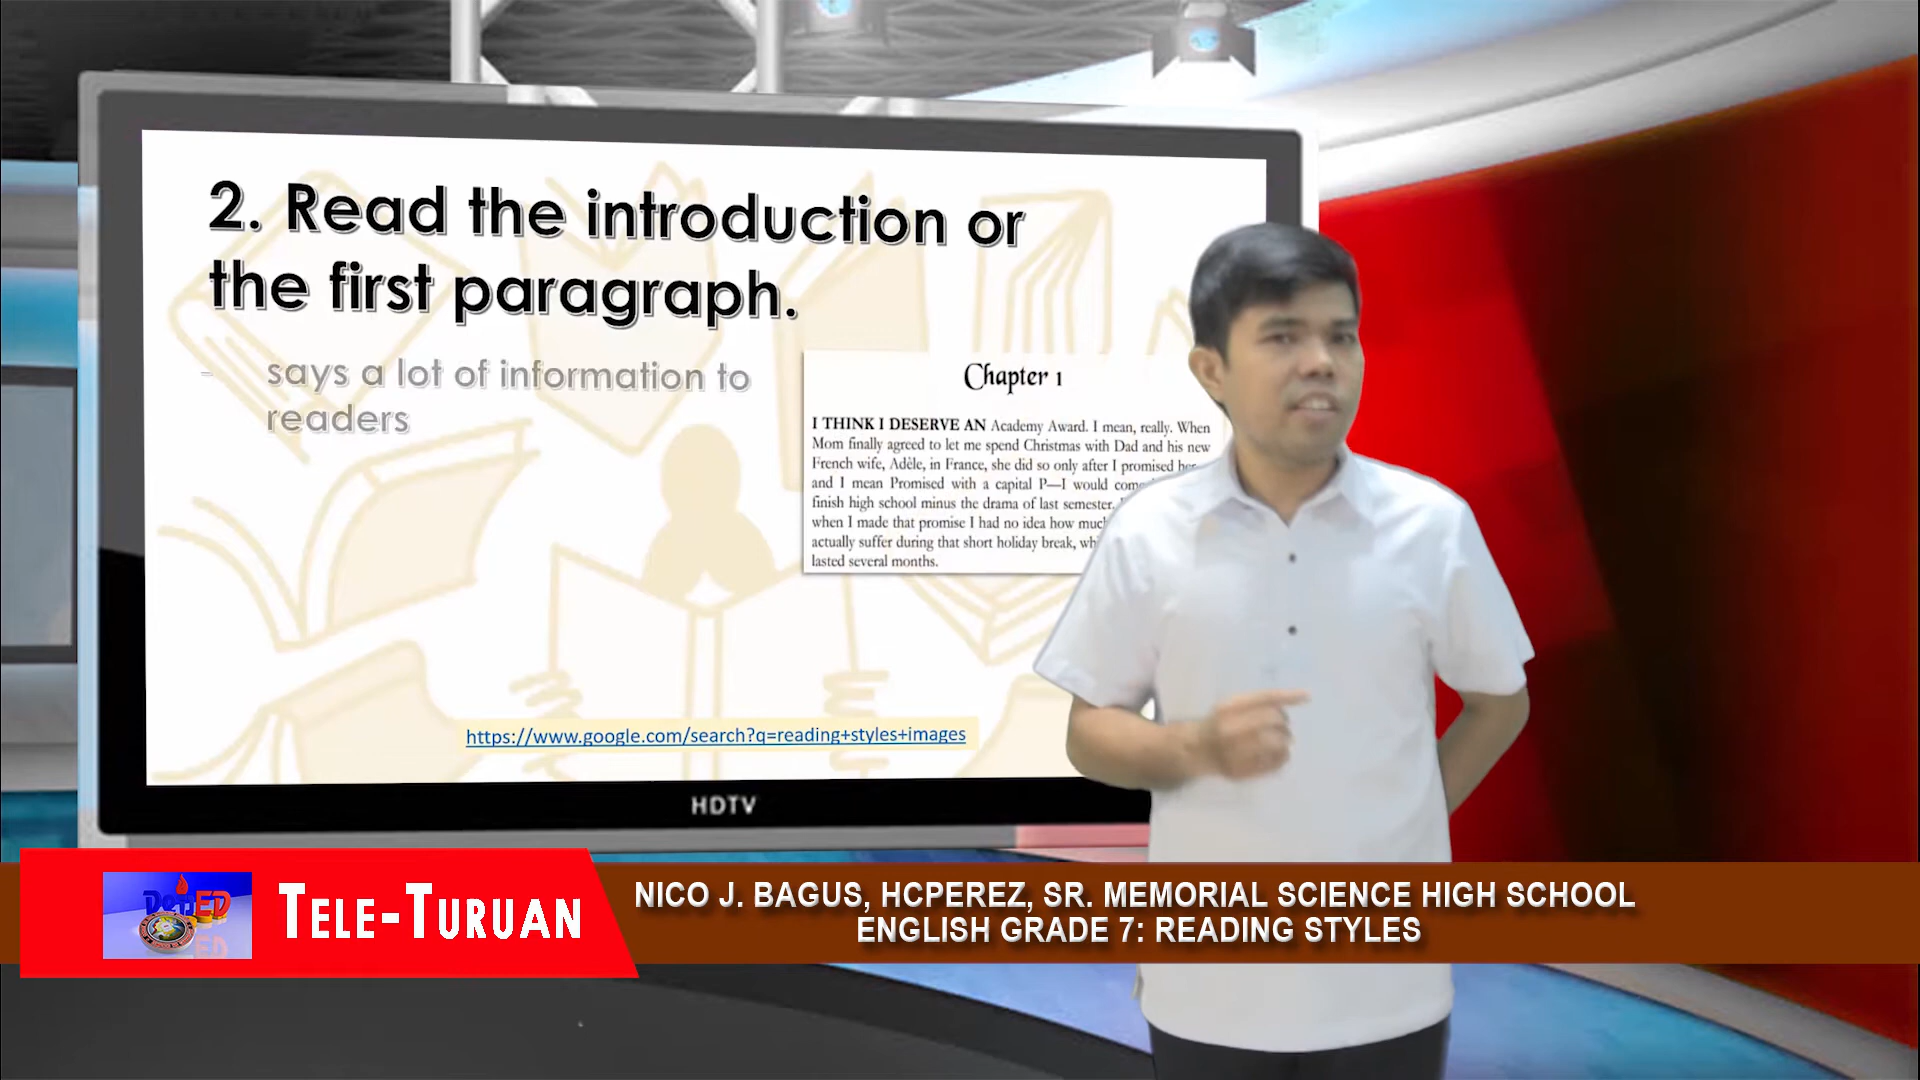 2. Read the introduction or
the first paragraph.
- says a lot of information to
readers
Chapter 1
I THINK I DESERVE AN Academy Award. I mean, really. When
Mom finally agreed to let me spend Christmas with Dad and his new
French wife, Adèle, in France, she did so only after I promised
and I mean Promised with a capital P—I would
finish high school minus the drama of last semester.
when I made that promise I had no idea how
actually suffer during that short holiday break,
lasted several months.
https://www.google.com/search?q=reading+styles+images
HDTV
DepED
TELE-TURUAN
NICO J. BAGUS, HCPEREZ, SR. MEMORIAL SCIENCE HIGH SCHOOL
ENGLISH GRADE 7: READING STYLES